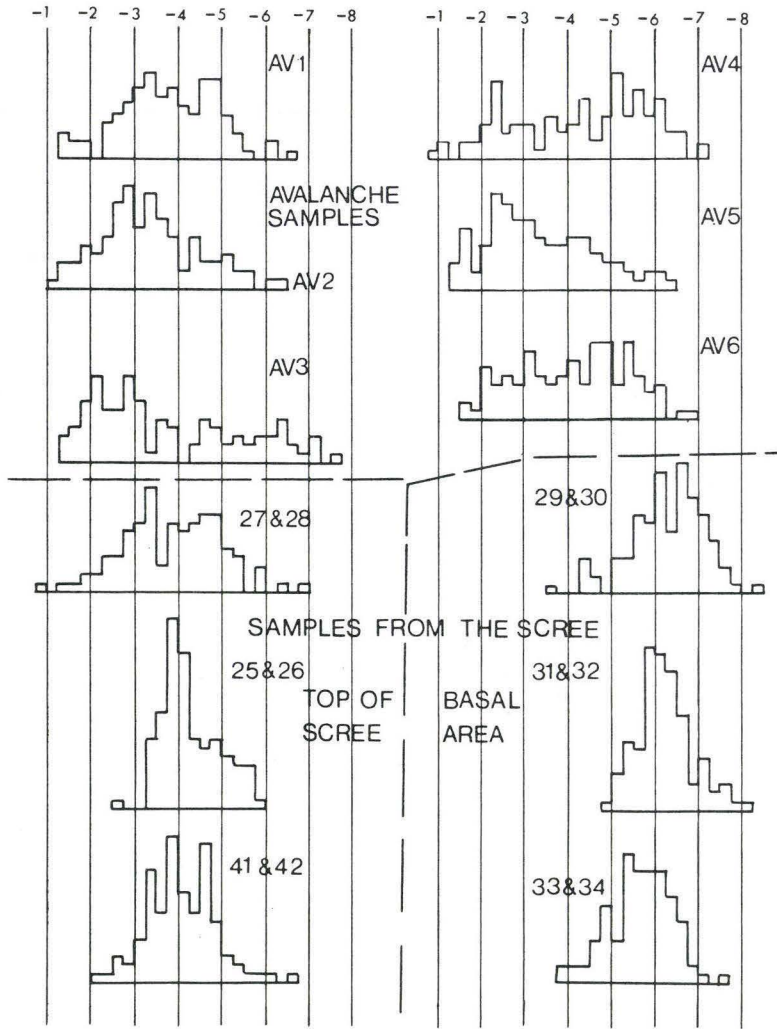 -1 -2 -3 -4 -5 -6 -7 -8
-1 -2 -3 -4 -5 -6 -7 -8
AV1
AV4
AVALANCHE
SAMPLES
AV2
AV5
AV3
AV6
27&28
29&30
SAMPLES FROM THE SCREE
25&26
31&32
TOP OF
SCREE
BASAL
AREA
41&42
33&34